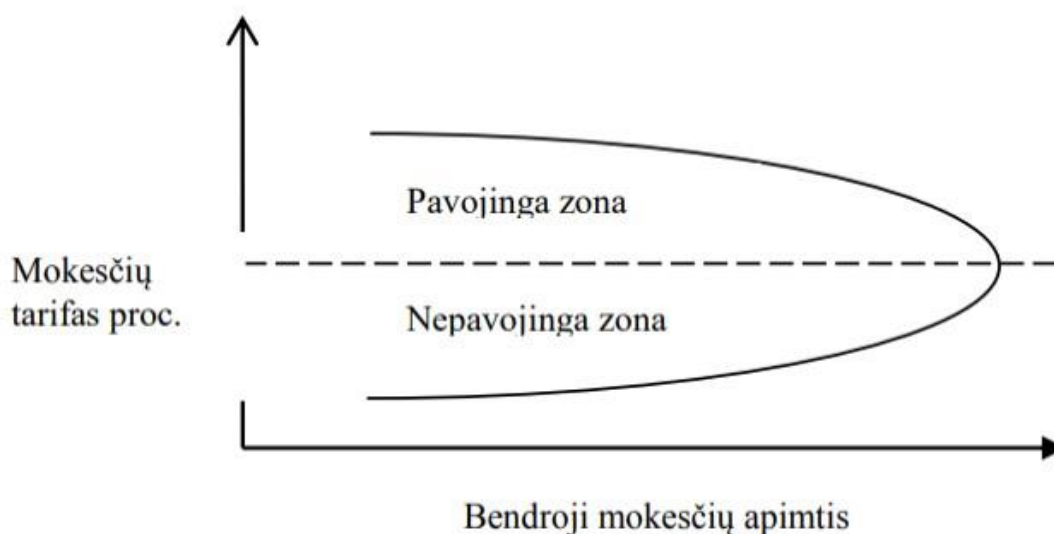 Pavojinga zona
Mokesčių
tarifas proc.
Nepavojinga zona
Bendroji mokesčių apimtis